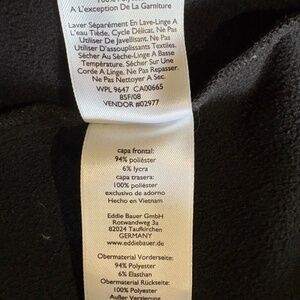 100% Polyester
A L'Exception De La Garniture
Laver Séparément En Lave-Linge A
L'eau Tiède, Cycle Délicat. Ne Pas
Utiliser De Javellisant. Ne Pas
Utiliser D'assouplissants Textiles.
Sécher Au Sèche-Linge A Basse
Température. Sécher Sur Une
Corde A Linge. Ne Pas Repasser.
Ne Pas Nettoyer A Sec.
WPL 9647 CA00665
85F/08
VENDOR #02977
capa frontal:
94% poliéster
6% lycra
capa trasera:
100% poliéster
exclusivo de adorno
Hecho en Vietnam
Eddie Bauer GmbH
Rotwandweg 3a
82024 Taufkirchen
GERMANY
www.eddiebauer.de
Obermaterial Vorderseite:
94% Polyester
6% Elasthan
Obermaterial Rückseite:
100% Polyester
Außer Verzierung